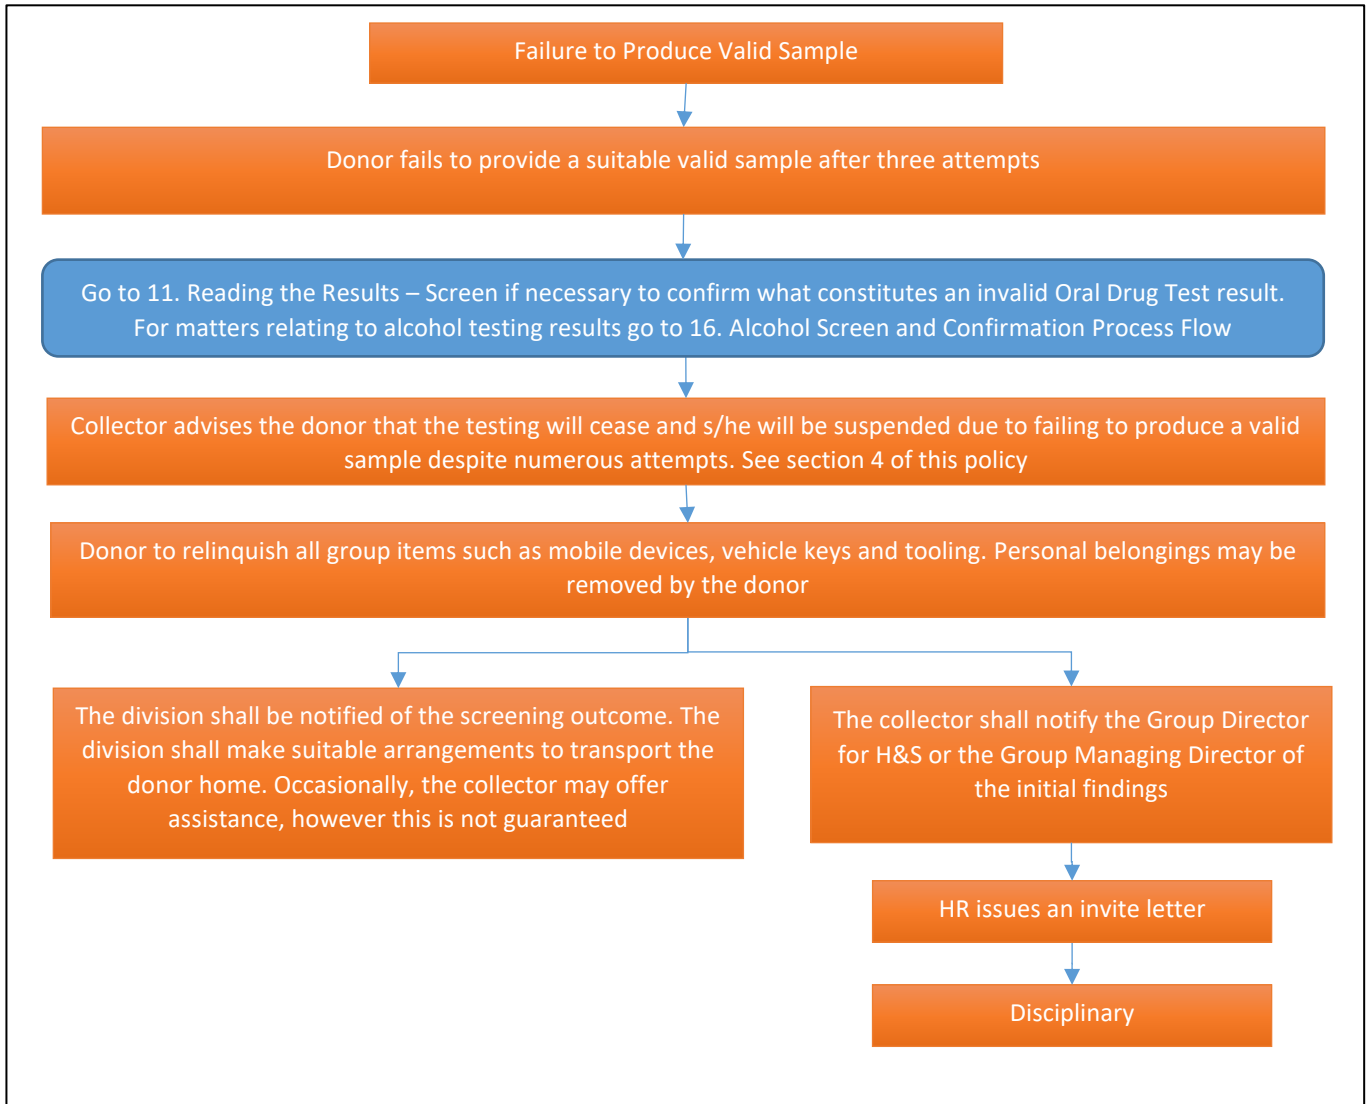 Failure to Produce Valid Sample
Donor fails to provide a suitable valid sample after three attempts
Go to 11. Reading the Results – Screen if necessary to confirm what constitutes an invalid Oral Drug Test result.
For matters relating to alcohol testing results go to 16. Alcohol Screen and Confirmation Process Flow
Collector advises the donor that the testing will cease and s/he will be suspended due to failing to produce a valid
sample despite numerous attempts. See section 4 of this policy
Donor to relinquish all group items such as mobile devices, vehicle keys and tooling. Personal belongings may be
removed by the donor
The division shall be notified of the screening outcome. The
division shall make suitable arrangements to transport the
donor home. Occasionally, the collector may offer
assistance, however this is not guaranteed
The collector shall notify the Group Director
for H&S or the Group Managing Director of
the initial findings
HR issues an invite letter
Disciplinary